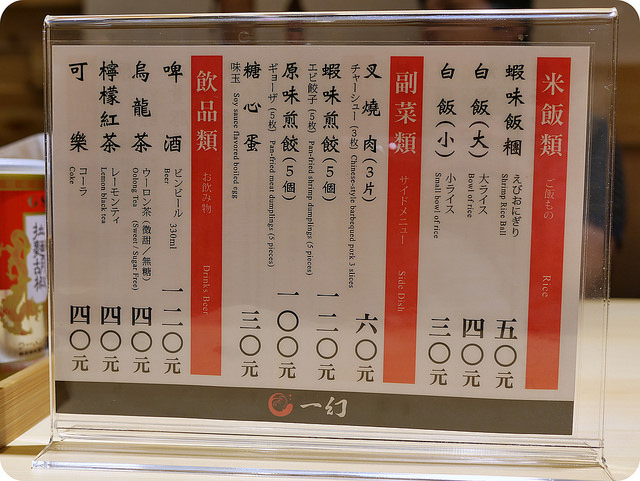 米飯類 ご飯もの Rice
蝦味飯糰 えびおにぎり Shrimp Rice Ball 五〇元
白飯(大) 大ライス Bowl of rice 四〇元
白飯(小) 小ライス Small bowl of rice 三〇元
副菜類 サイドメニュー Side Dish
叉燒肉(3片) チャーシュー(3枚) Chinese-style barbequed pork 3 slices 六〇元
蝦味煎餃(5個) エビ餃子(5枚) Pan-fried shrimp dumplings (5 pieces) 一二〇元
原味煎餃(5個) ギョーザ(5枚) Pan-fried meat dumplings (5 pieces) 一〇〇元
糖心蛋 味玉 Soy sauce flavored boiled egg 三〇元
飲品類 お飲み物 Drinks Beer
啤酒 ビンビール 330ml Beer 一二〇元
烏龍茶 ウーロン茶(微甜/無糖) Oolong Tea (Sweet / Sugar Free) 四〇元
檸檬紅茶 レーモンティ Lemon black tea 四〇元
可樂 コーラ Coke 四〇元
一幻